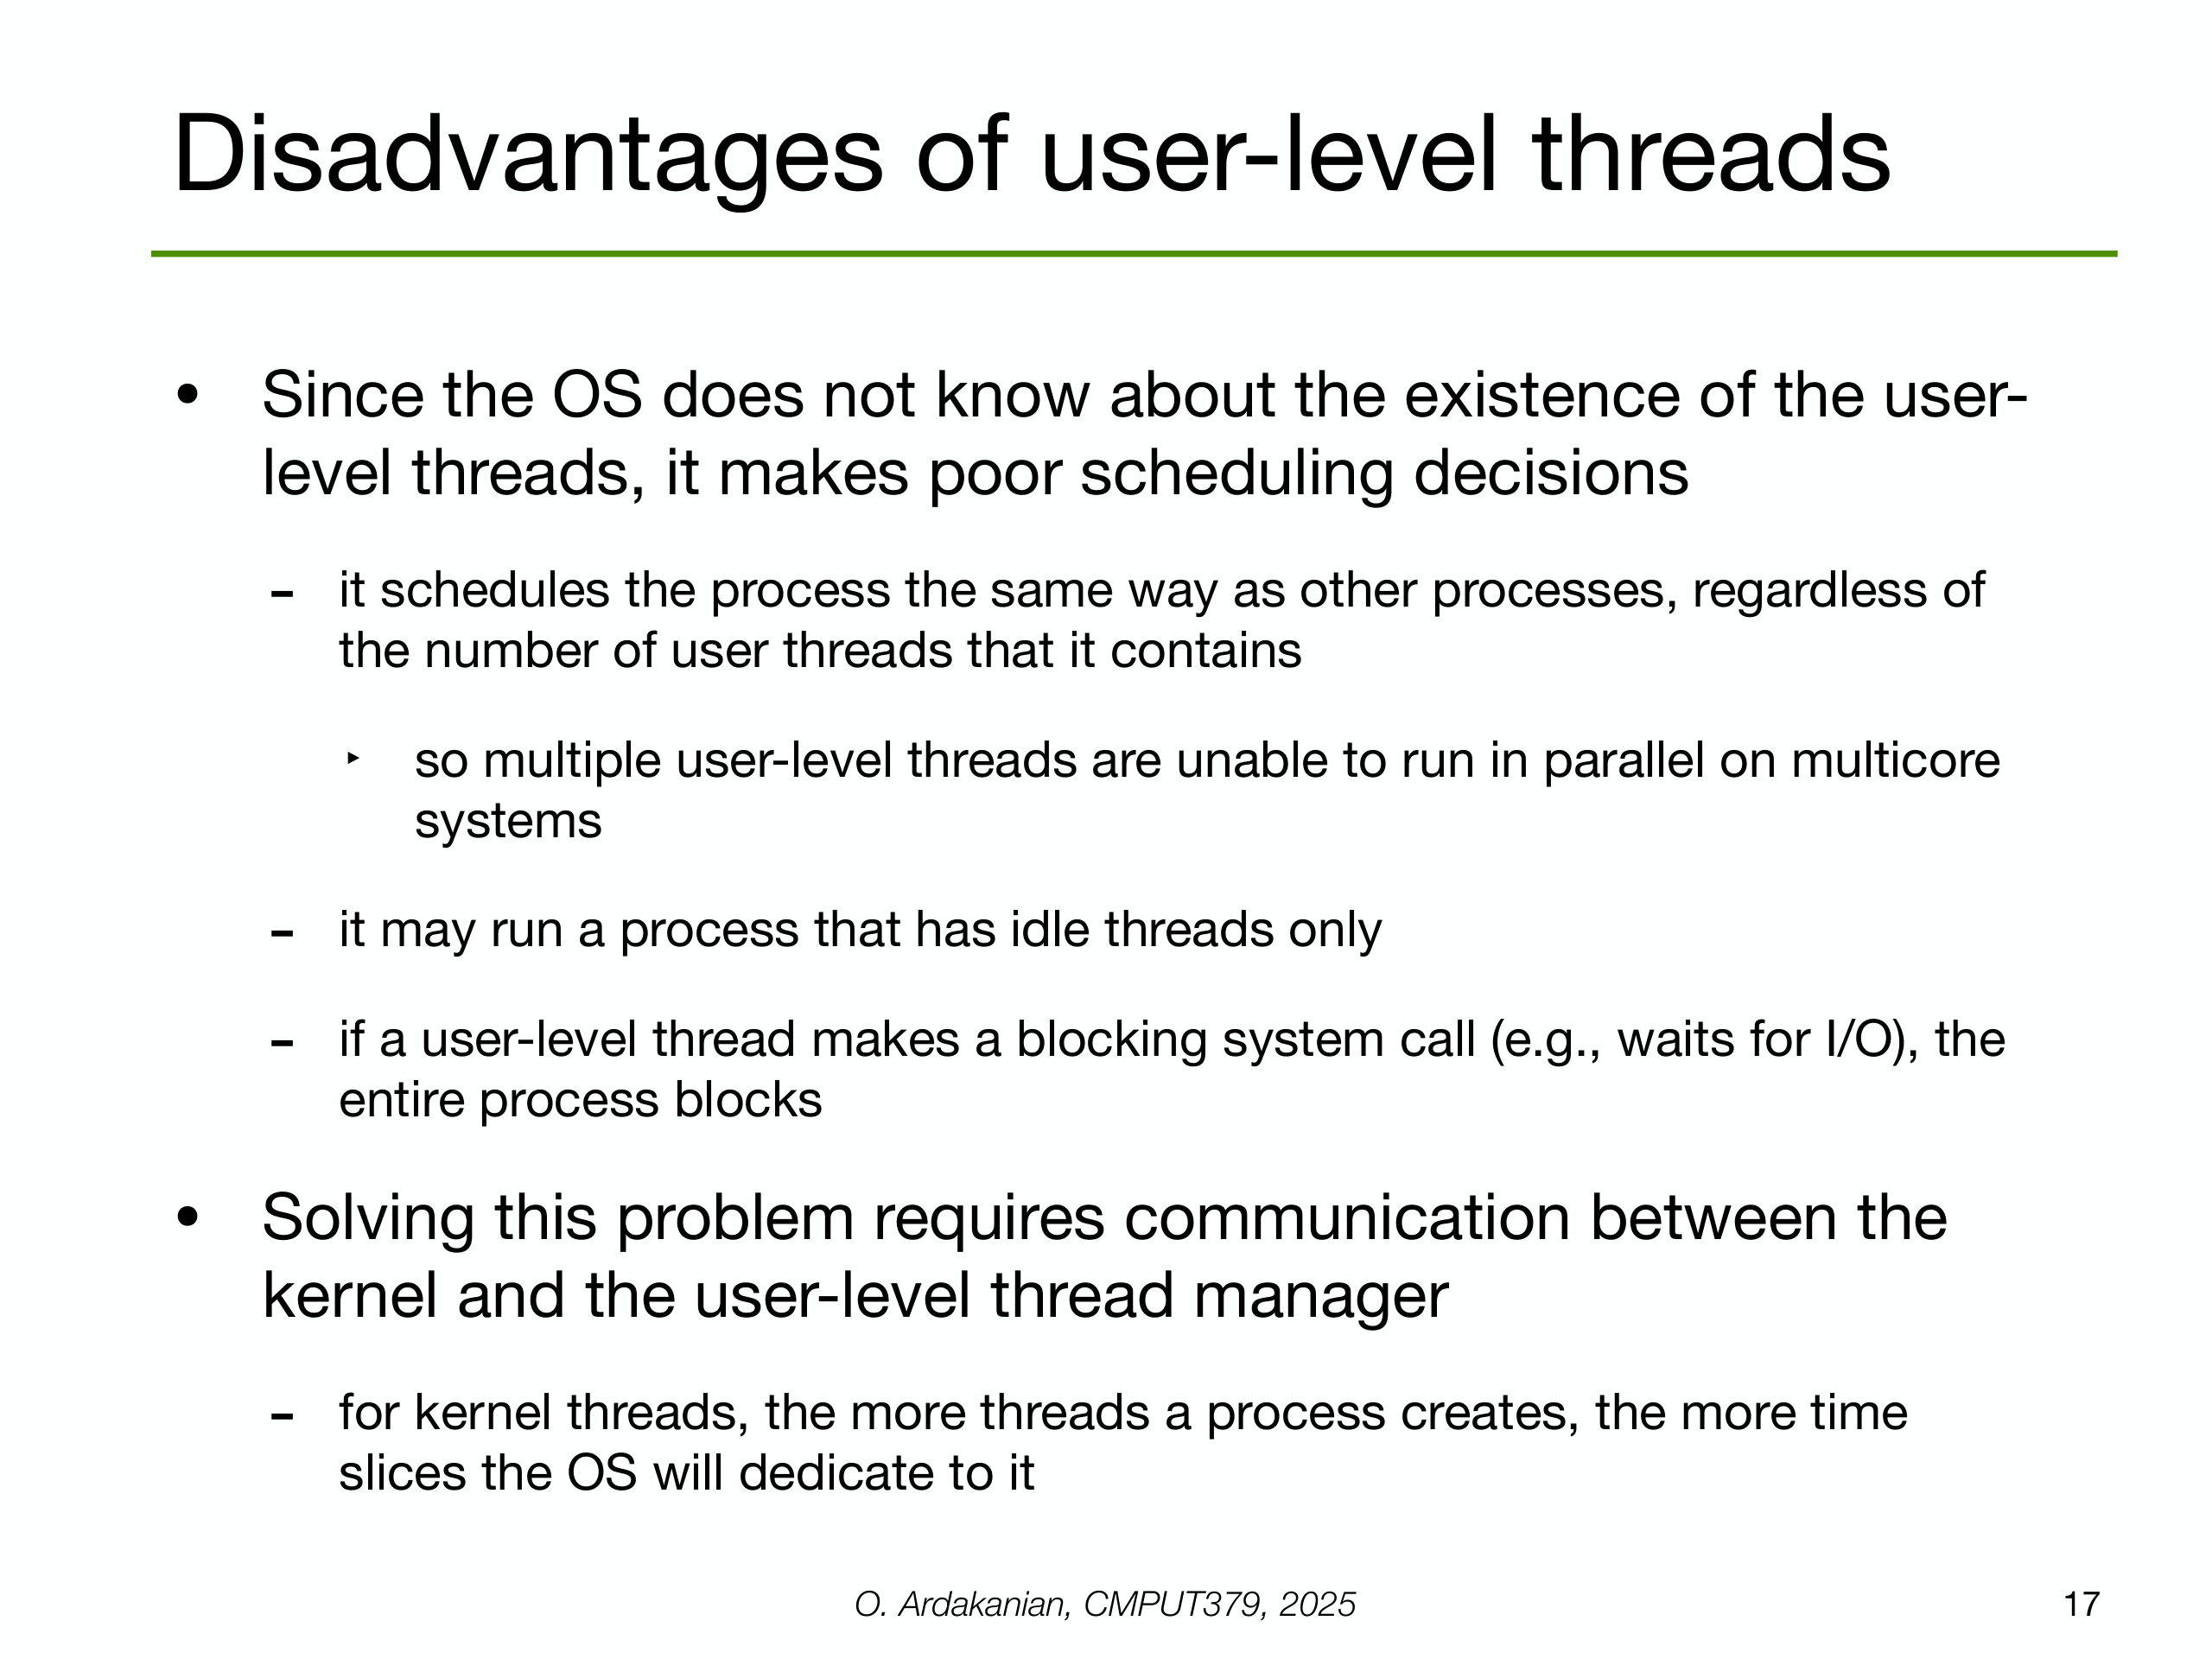 Disadvantages of user-level threads
• Since the OS does not know about the existence of the user-
level threads, it makes poor scheduling decisions
- it schedules the process the same way as other processes, regardless of
the number of user threads that it contains
‣ so multiple user-level threads are unable to run in parallel on multicore
systems
- it may run a process that has idle threads only
- if a user-level thread makes a blocking system call (e.g., waits for I/O), the
entire process blocks
• Solving this problem requires communication between the
kernel and the user-level thread manager
- for kernel threads, the more threads a process creates, the more time
slices the OS will dedicate to it
O. Ardakanian, CMPUT379, 2025
17